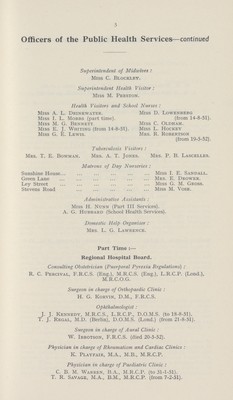 3
Officers of the Public Health Services—continued
Superintendent of Midwives :
Miss C. Blockley.
Superintendent Health Visitor :
Miss M. Preston.
Health Visitors and School Nurses :
Miss A. L. Drinkwater. Miss D. Lowenberg
Miss I. L. Moses (part time). (from 14-8-51).
Miss M. G. Bennett. Miss C. Oldham.
Miss E. J. Whiting (from 14-8-51). Miss L. Hockey
Miss G. E. Lewis. Mrs. B. Robertson
(from 19-5-52).
Tuberculosis Visitors :
Mrs. T. E. Bowman. Mrs. A. T. Jones. Mrs. P. B. Lascelles.
Matrons of Day Nurseries :
Sunshine House... Miss I. E. Sandall.
Green Lane Mrs. E. Drower.
Ley Street Miss G. M. Gross.
Stevens Road Miss M. Vose.
Administrative Assistants :
Miss H. Nunn (Part III Services).
A. G. Hubbard (School Health Services).
Domestic Help Organiser :
Mrs. L. G. Lawrence.
Part Time :—
Regional Hospital Board.
Consulting Obstetrician (Puerperal Pyrexia Regulations) :
R. C. Percival, F.R.C.S. (Eng.), M.R.C.S. (Eng.), L.R.C.P. (Lond.),
M.R.C.O.G.
Surgeon in charge of Orthopaedic Clinic :
H. G. Korvin, D.M., F.R.C.S.
Ophthalmologist :
J. J. Kennedy, M.R.C.S., L.R.C.P., D.O.M.S. (to 18-8-51).
T. J. Regal, M.D. (Berlin), D.O.M.S. (Lond.) (from 21-8-51).
Surgeon in charge of Aural Clinic :
W. Ibbotson, F.R.C.S. (died 20-5-52).
Physician in charge of Rheumatism and Cardiac Clinics :
K. Playfair, M.A., M.D., M.R.C.P.
Physician in charge of Paediatric Clinic :
C. B. M. Warren, B.A., M.R.C.P. (to 31-1-51).
T. B. Savage, M.A., B.M., M.R.C.P. (from 7-2-51).